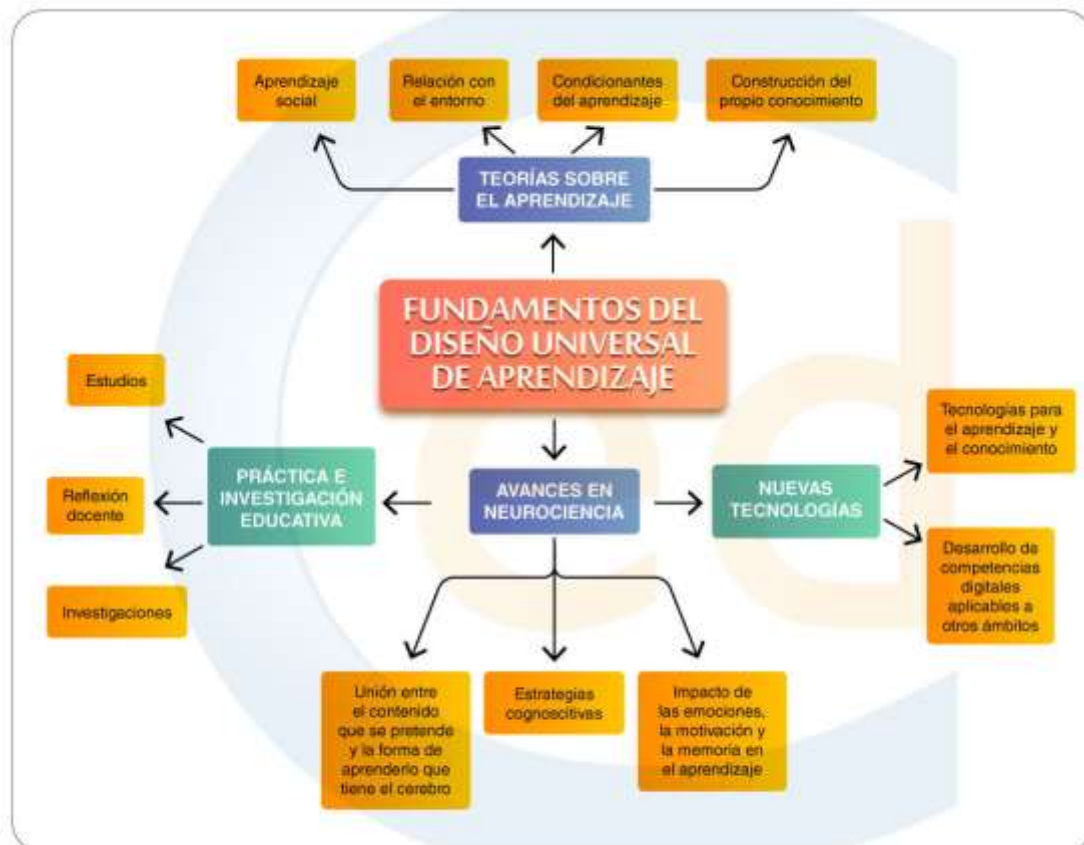 Aprendizaje
social
Relación con
el entorno
Condicionantes
del aprendizaje
Construcción del
propio conocimiento
TEORÍAS SOBRE
EL APRENDIZAJE
FUNDAMENTOS DEL
DISEÑO UNIVERSAL
DE APRENDIZAJE
Estudios
Reflexión
docente
Investigaciones
PRÁCTICA E
INVESTIGACIÓN
EDUCATIVA
AVANCES EN
NEUROCIENCIA
NUEVAS
TECNOLOGÍAS
Tecnologías para
el aprendizaje y
el conocimiento
Desarrollo de
competencias
digitales
aplicables a
otros ámbitos
Unión entre
el contenido
que se pretende
y la forma de
aprenderlo que
tiene el cerebro
Estrategias
cognoscitivas
Impacto de
las emociones,
la motivación y
la memoria en
el aprendizaje
ced